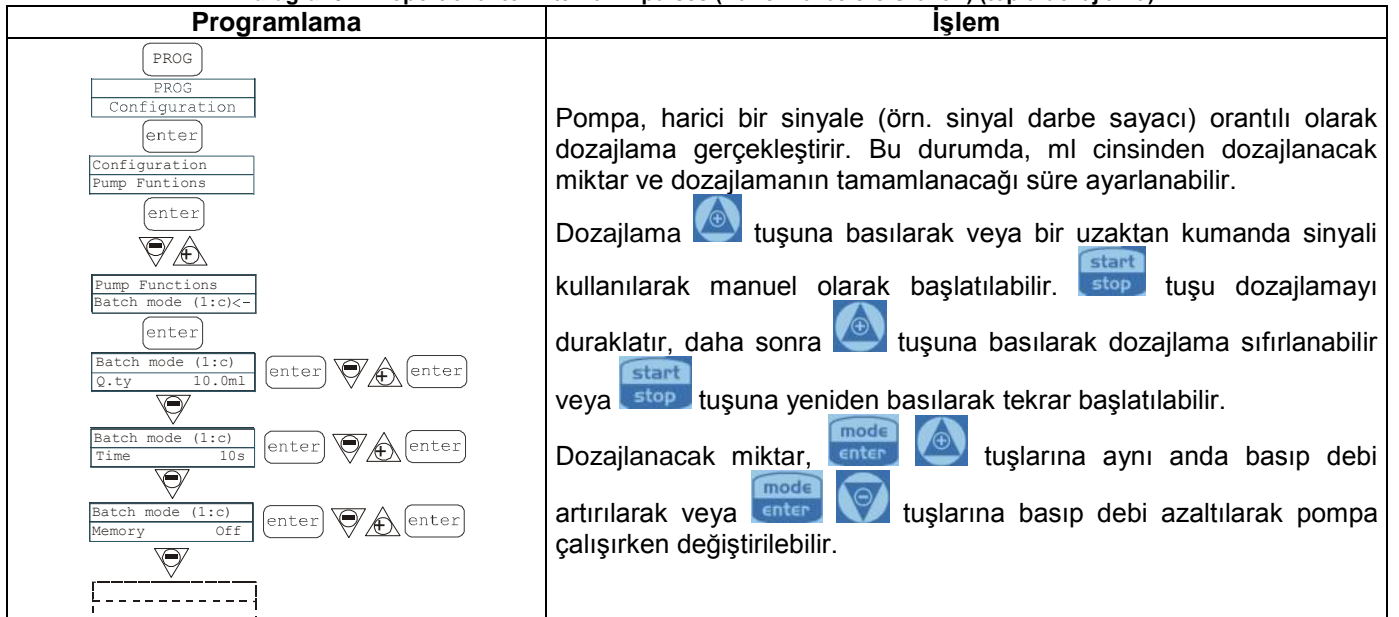 Programlama
İşlem
PROG
PROG
Configuration
enter
Configuration
Pump Funtions
enter
Pump Functions
Batch mode (1:c)<-
enter
Batch mode (1:c)
Q.ty 10.0ml
enter enter
Batch mode (1:c)
Time 10s
enter enter
Batch mode (1:c)
Memory Off
enter enter
Pompa, harici bir sinyale (örn. sinyal darbe sayacı) orantılı olarak
dozajlama gerçekleştirir. Bu durumda, ml cinsinden dozajlanacak
miktar ve dozajlamanın tamamlanacağı süre ayarlanabilir.
Dozajlama tuşuna basılarak veya bir uzaktan kumanda sinyali
kullanılarak manuel olarak başlatılabilir. start stop tuşu dozajlamayı
duraklatır, daha sonra tuşuna basılarak dozajlama sıfırlanabilir
veya start stop tuşuna yeniden basılarak tekrar başlatılabilir.
Dozajlanacak miktar, mode enter tuşlarına aynı anda basıp debi
artırılarak veya mode enter tuşlarına basıp debi azaltılarak pompa
çalışırken değiştirilebilir.